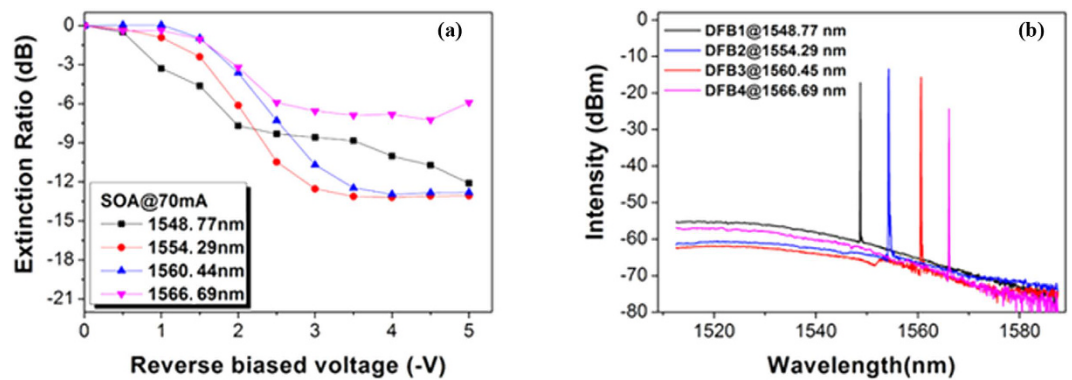 (a)
Extinction Ratio (dB)
0
-3
-6
-9
-12
-15
-18
-21
SOA@70mA
1548.77nm
1554.29nm
1560.44nm
1566.69nm
0 1 2 3 4 5
Reverse biased voltage (-V)
(b)
Intensity (dBm)
10
0
-10
-20
-30
-40
-50
-60
-70
-80
DFB1@1548.77 nm
DFB2@1554.29 nm
DFB3@1560.45 nm
DFB4@1566.69 nm
1520 1540 1560 1580
Wavelength(nm)